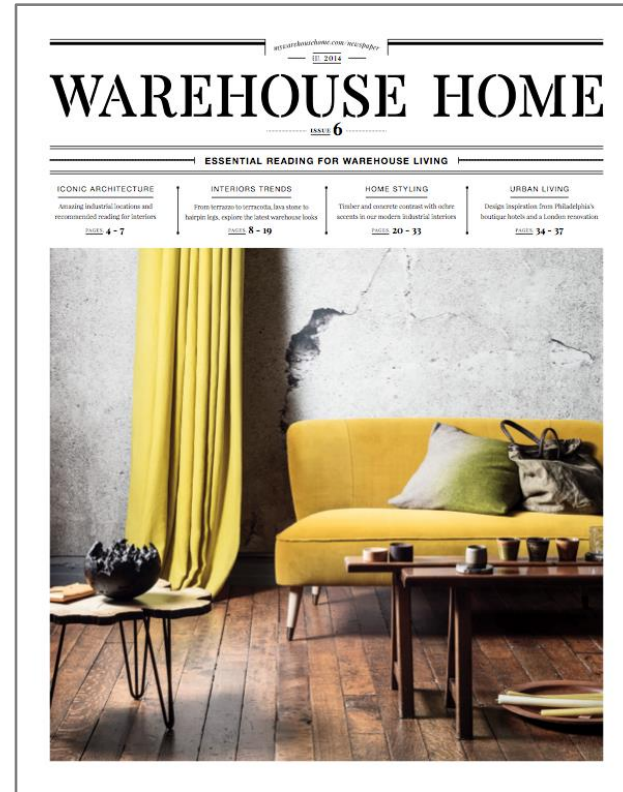 mywarehousehome.com/newspaper
EST. 2014
WAREHOUSE HOME
ISSUE 6
ESSENTIAL READING FOR WAREHOUSE LIVING
ICONIC ARCHITECTURE
Amazing industrial locations and
recommended reading for interiors
PAGES 4 - 7
INTERIORS TRENDS
From terrazzo to terracotta, lava stone to
hairpin legs, explore the latest warehouse looks
PAGES 8 - 19
HOME STYLING
Timber and concrete contrast with ochre
accents in our modern industrial interiors
PAGES 20 - 33
URBAN LIVING
Design inspiration from Philadelphia's
boutique hotels and a London renovation
PAGES 34 - 37